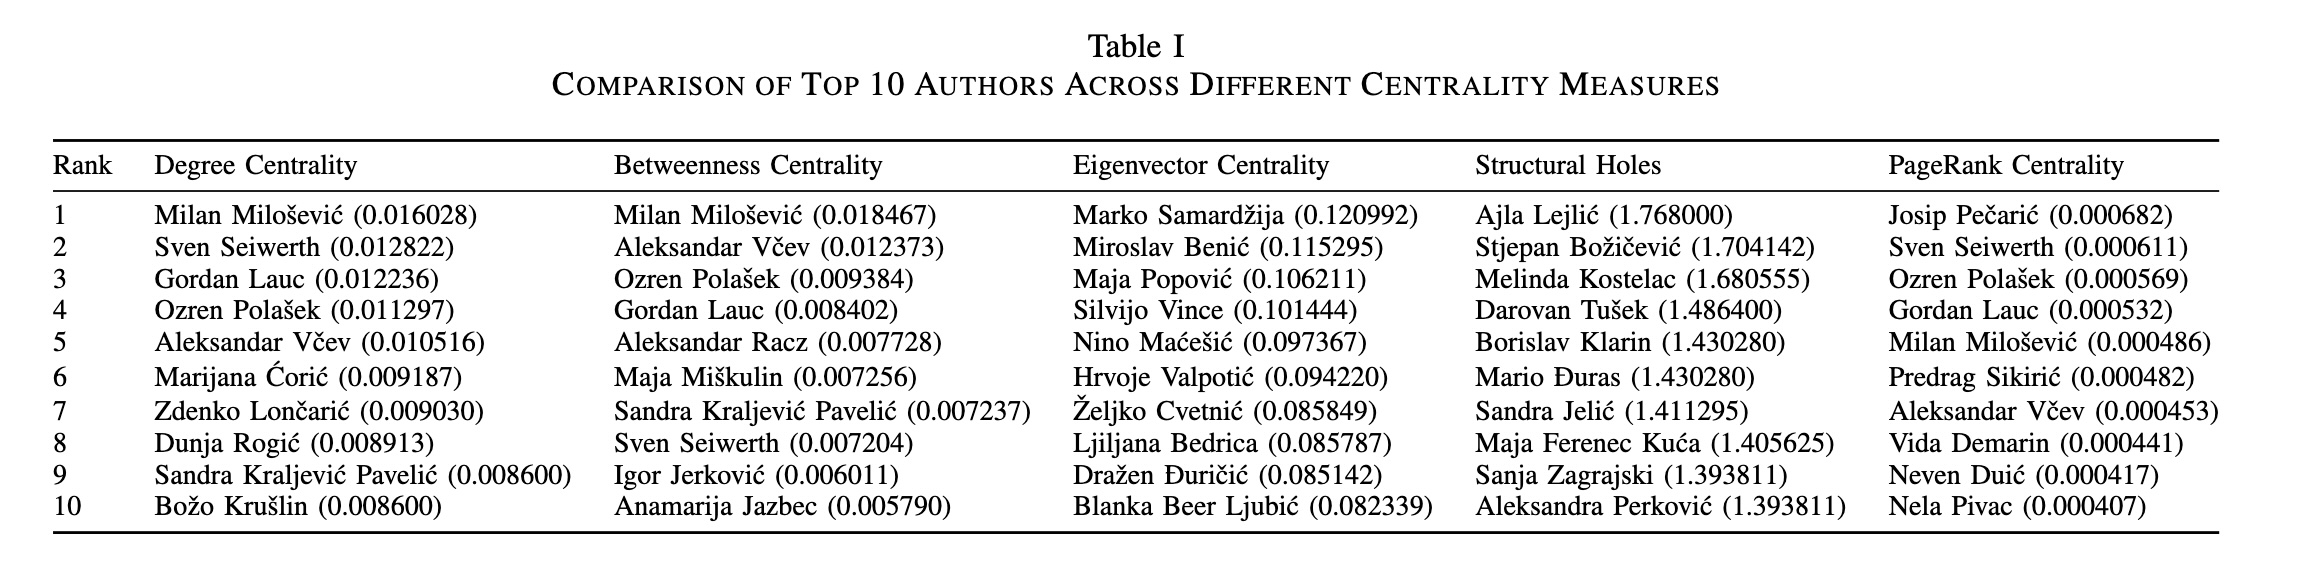 Table I
COMPARISON OF TOP 10 AUTHORS ACROSS DIFFERENT CENTRALITY MEASURES
Rank Degree Centrality Betweenness Centrality Eigenvector Centrality Structural Holes PageRank Centrality
1 Milan Milošević (0.016028) Milan Milošević (0.018467) Marko Samardžija (0.120992) Ajla Lejlić (1.768000) Josip Pečarić (0.000682)
2 Sven Seiwerth (0.012822) Aleksandar Včev (0.012373) Miroslav Benić (0.115295) Stjepan Božičević (1.704142) Sven Seiwerth (0.000611)
3 Gordan Lauc (0.012236) Ozren Polašek (0.009384) Maja Popović (0.106211) Melinda Kostelac (1.680555) Ozren Polašek (0.000569)
4 Ozren Polašek (0.011297) Gordan Lauc (0.008402) Silvijo Vince (0.101444) Darovan Tušek (1.486400) Gordan Lauc (0.000532)
5 Aleksandar Včev (0.010516) Aleksandar Racz (0.007728) Nino Maćešić (0.097367) Borislav Klarin (1.430280) Milan Milošević (0.000486)
6 Marijana Ćorić (0.009187) Maja Miškulin (0.007256) Hrvoje Valpotić (0.094220) Mario Đuras (1.430280) Predrag Sikirić (0.000482)
7 Zdenko Lončarić (0.009030) Sandra Kraljević Pavelić (0.007237) Željko Cvetnić (0.085849) Sandra Jelić (1.411295) Aleksandar Včev (0.000453)
8 Dunja Rogić (0.008913) Sven Seiwerth (0.007204) Ljiljana Bedrica (0.085787) Maja Ferenec Kuća (1.405625) Vida Demarin (0.000441)
9 Sandra Kraljević Pavelić (0.008600) Igor Jerković (0.006011) Dražen Đuričić (0.085142) Sanja Zagrajski (1.393811) Neven Duić (0.000417)
10 Božo Krušlin (0.008600) Anamarija Jazbec (0.005790) Blanka Beer Ljubić (0.082339) Aleksandra Perković (1.393811) Nela Pivac (0.000407)